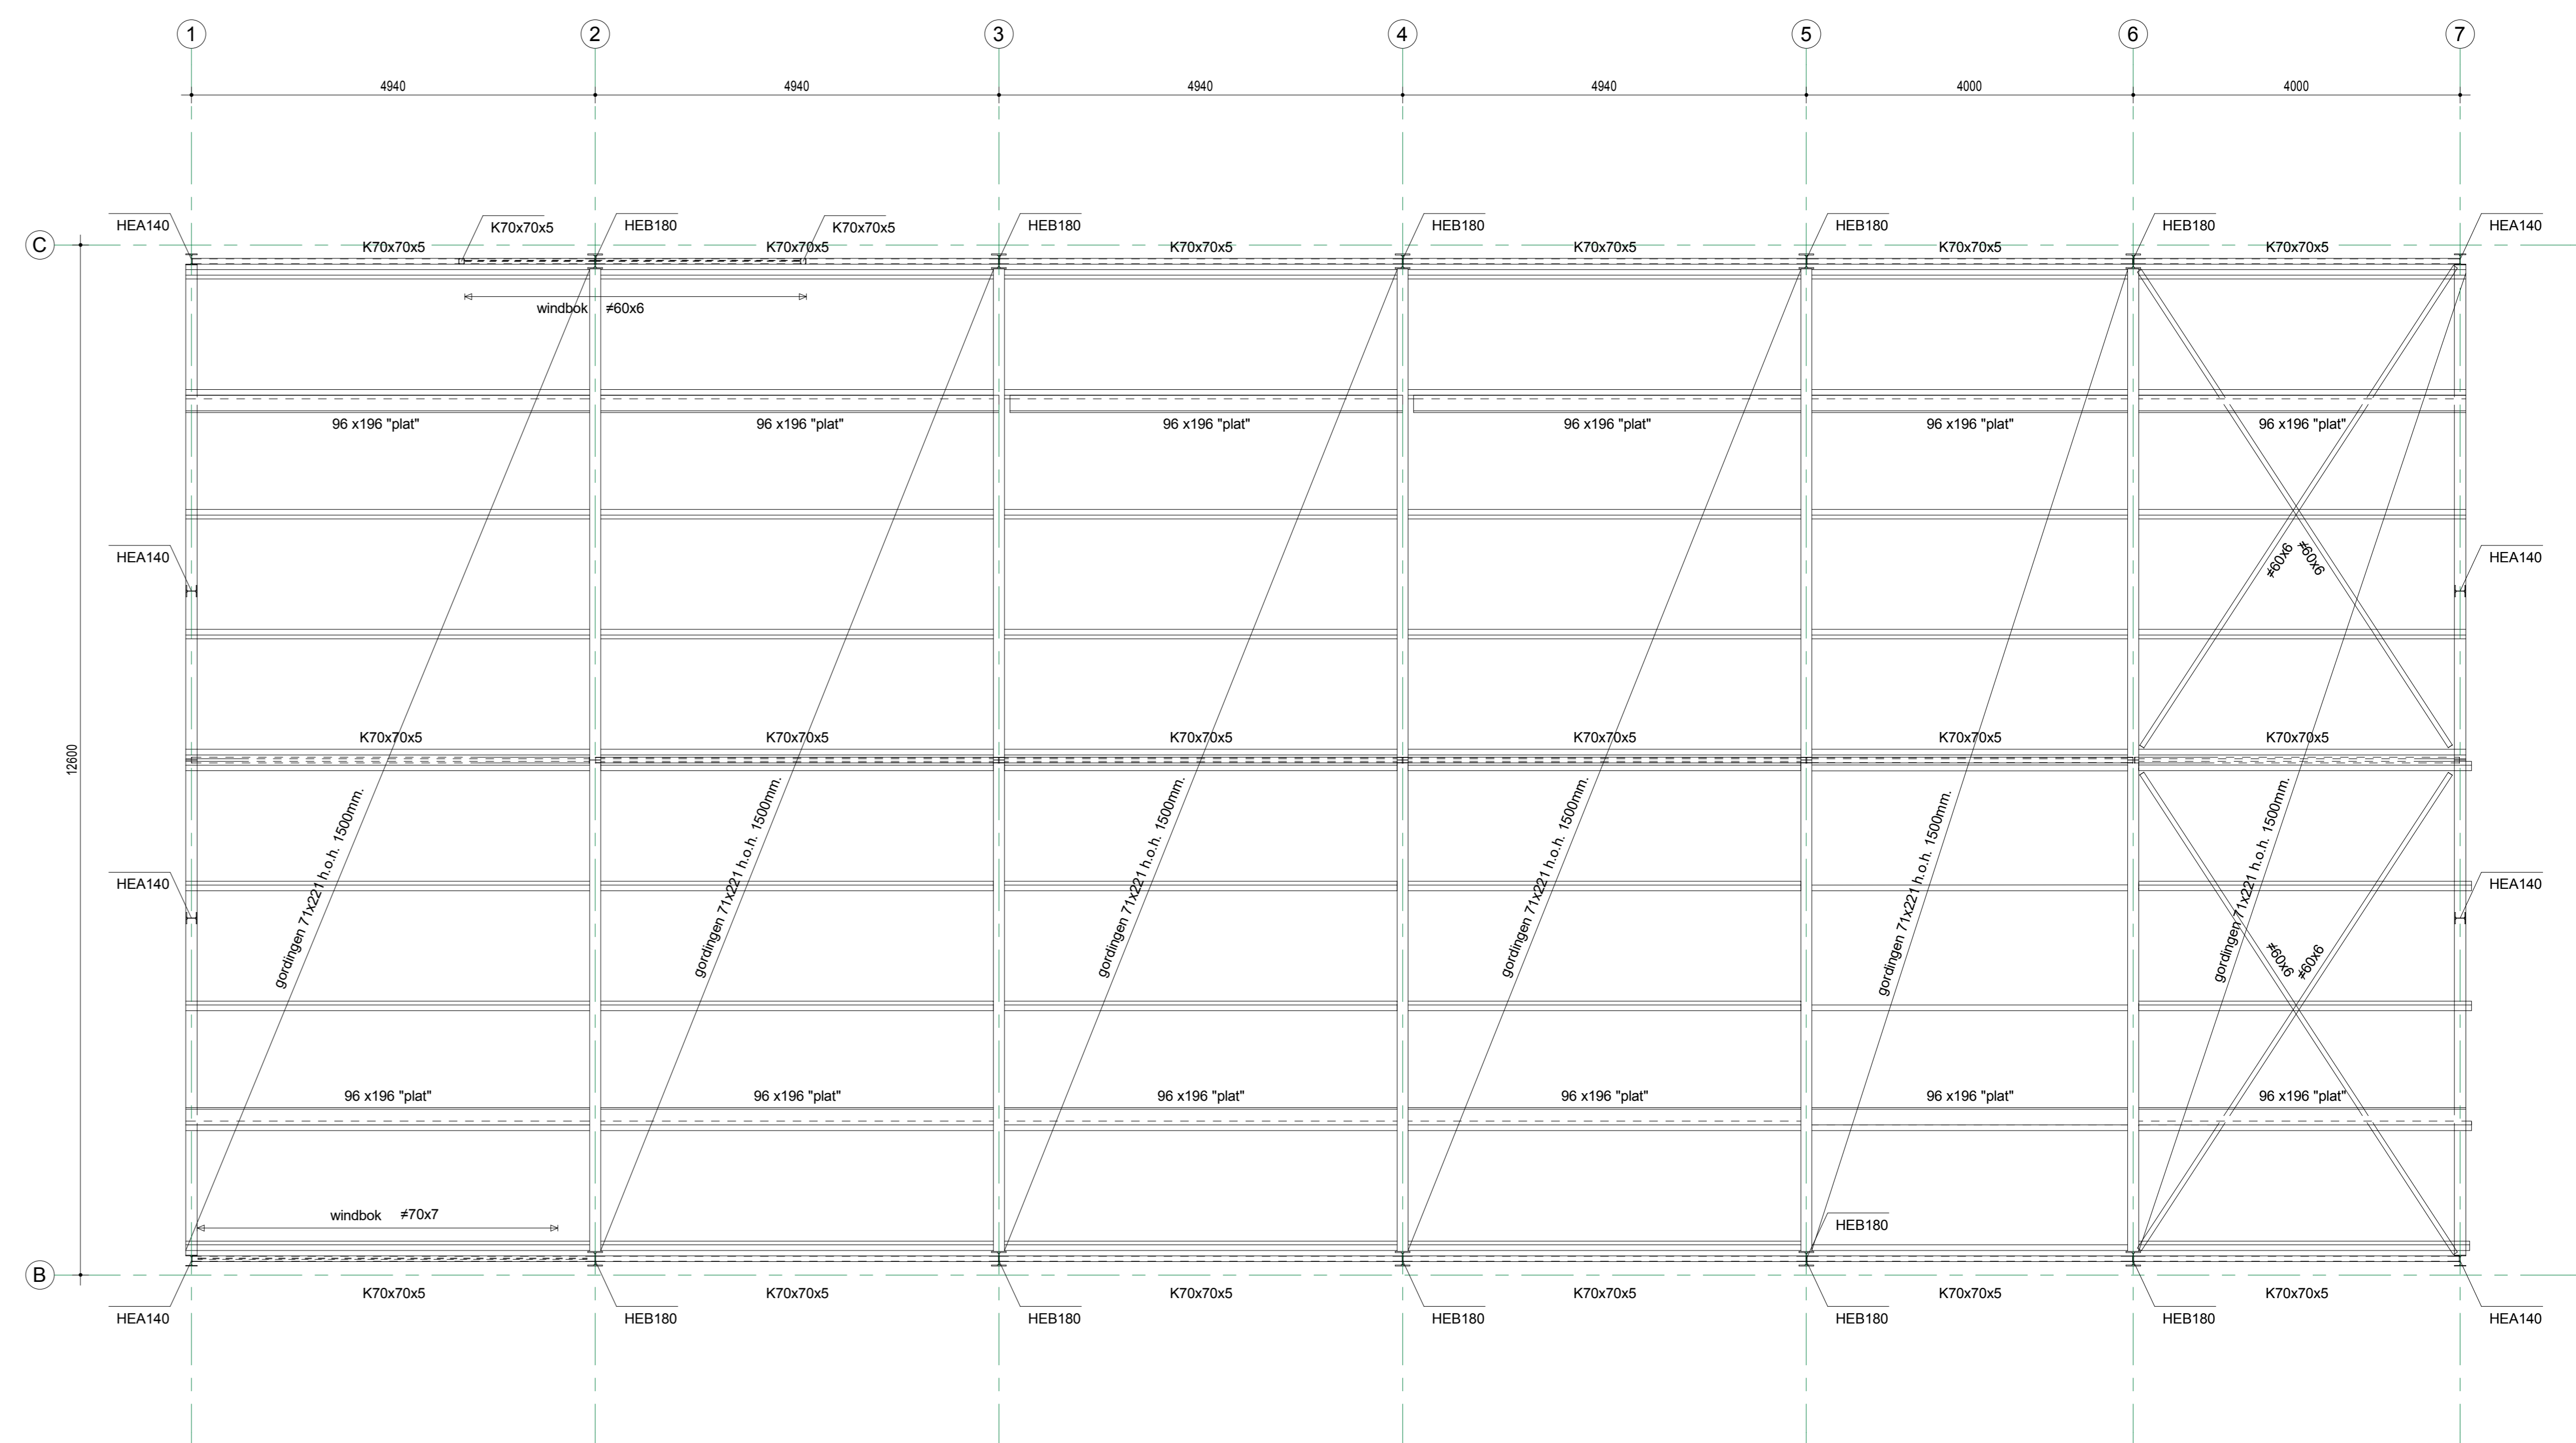 1 2 3 4 5 6 7
4940 4940 4940 4940 4000 4000
HEA140 K70x70x5 HEB180 K70x70x5 HEB180 HEB180 HEB180 HEB180 HEA140
C
K70x70x5 K70x70x5 K70x70x5 K70x70x5 K70x70x5 K70x70x5
windbok ≠60x6
96 x196 "plat" 96 x196 "plat" 96 x196 "plat" 96 x196 "plat" 96 x196 "plat" 96 x196 "plat"
HEA140 ≠60x6 ≠60x6 HEA140
K70x70x5 K70x70x5 K70x70x5 K70x70x5 K70x70x5 K70x70x5
12600
gordingen 71x221 h.o.h. 1500mm.
gordingen 71x221 h.o.h. 1500mm.
gordingen 71x221 h.o.h. 1500mm.
gordingen 71x221 h.o.h. 1500mm.
gordingen 71x221 h.o.h. 1500mm.
gordingen 71x221 h.o.h. 1500mm.
HEA140 HEA140
≠60x6 ≠60x6
96 x196 "plat" 96 x196 "plat" 96 x196 "plat" 96 x196 "plat" 96 x196 "plat" 96 x196 "plat"
windbok ≠70x7
HEB180
B
K70x70x5 K70x70x5 K70x70x5 K70x70x5 K70x70x5 K70x70x5
HEA140 HEB180 HEB180 HEB180 HEB180 HEB180 HEA140